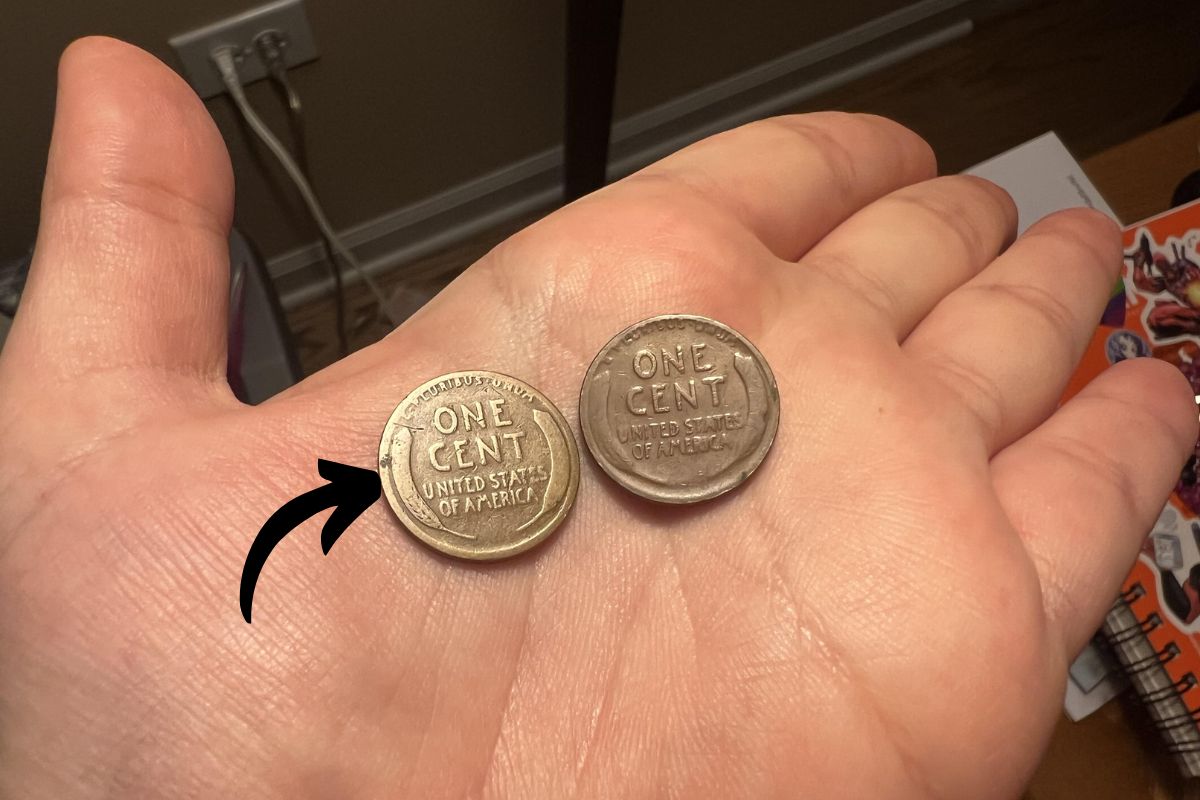 PLURIBUS·UNUM
ONE
CENT
UNITED STATES
OF AMERICA
ONE
CENT
UNITED STATES
OF AMERICA